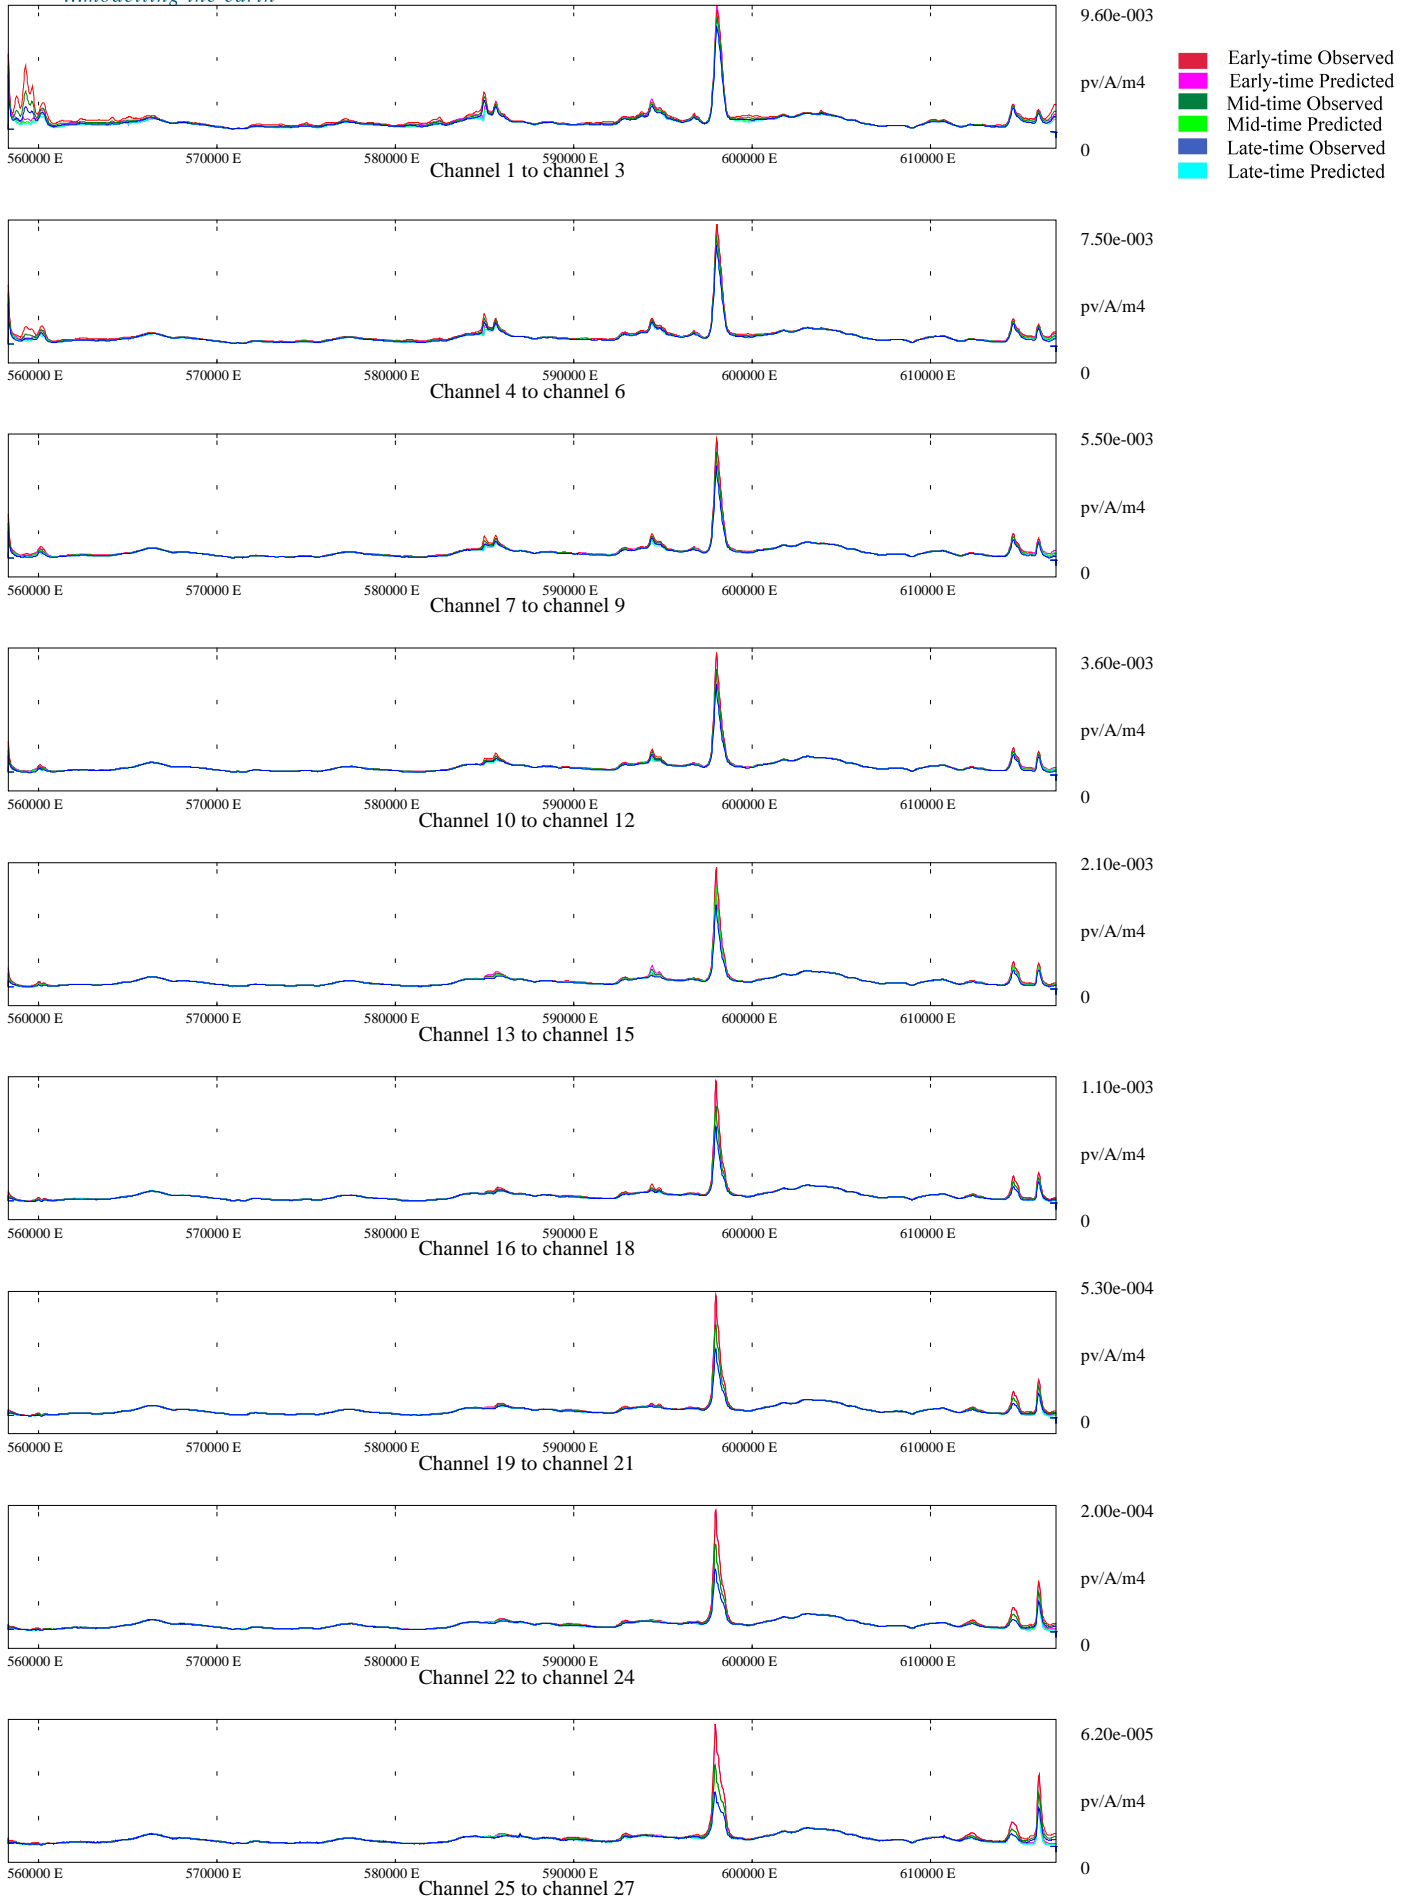 ...modelling the earth
9.60e-003
pv/A/m4
0
Early-time Observed
Early-time Predicted
Mid-time Observed
Mid-time Predicted
Late-time Observed
Late-time Predicted
560000 E 570000 E 580000 E 590000 E 600000 E 610000 E
Channel 1 to channel 3
7.50e-003
pv/A/m4
0
560000 E 570000 E 580000 E 590000 E 600000 E 610000 E
Channel 4 to channel 6
5.50e-003
pv/A/m4
0
560000 E 570000 E 580000 E 590000 E 600000 E 610000 E
Channel 7 to channel 9
3.60e-003
pv/A/m4
0
560000 E 570000 E 580000 E 590000 E 600000 E 610000 E
Channel 10 to channel 12
2.10e-003
pv/A/m4
0
560000 E 570000 E 580000 E 590000 E 600000 E 610000 E
Channel 13 to channel 15
1.10e-003
pv/A/m4
0
560000 E 570000 E 580000 E 590000 E 600000 E 610000 E
Channel 16 to channel 18
5.30e-004
pv/A/m4
0
560000 E 570000 E 580000 E 590000 E 600000 E 610000 E
Channel 19 to channel 21
2.00e-004
pv/A/m4
0
560000 E 570000 E 580000 E 590000 E 600000 E 610000 E
Channel 22 to channel 24
6.20e-005
pv/A/m4
0
560000 E 570000 E 580000 E 590000 E 600000 E 610000 E
Channel 25 to channel 27